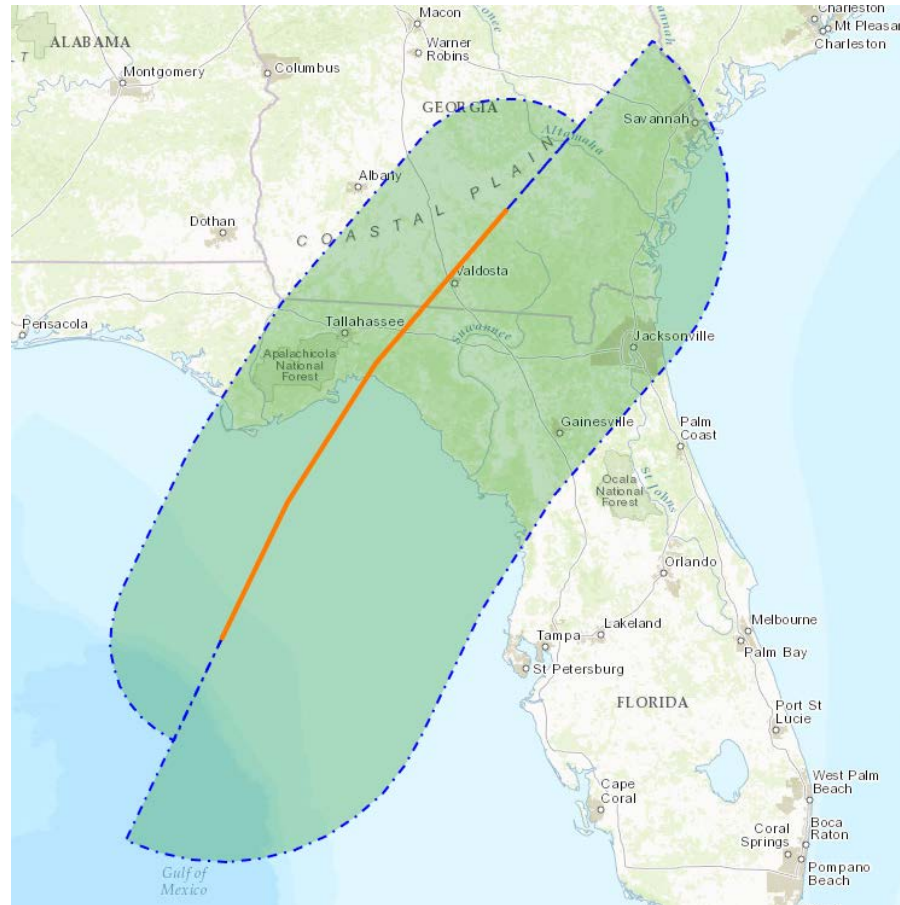 Macon
onee
nnah
Charleston
Mt Pleasan
Charleston
ALABAMA
T
Warner
Robins
Montgomery
Columbus
GEORGIA
Savannah
Altamaha
Albany
COASTAL PLAIN
Dothan
Valdosta
Pensacola
Tallahassee
Suwannee
Jacksonville
Apalachicola
National
Forest
Gainesville
Palm
Coast
Ocala
National
Forest
St Johns
Orlando
Melbourne
Palm Bay
Lakeland
Tampa
St Petersburg
FLORIDA
Port St
Lucie
West Palm
Beach
Cape
Coral
Boca
Raton
Coral
Springs
Pompano
Beach
Gulf of
Mexico